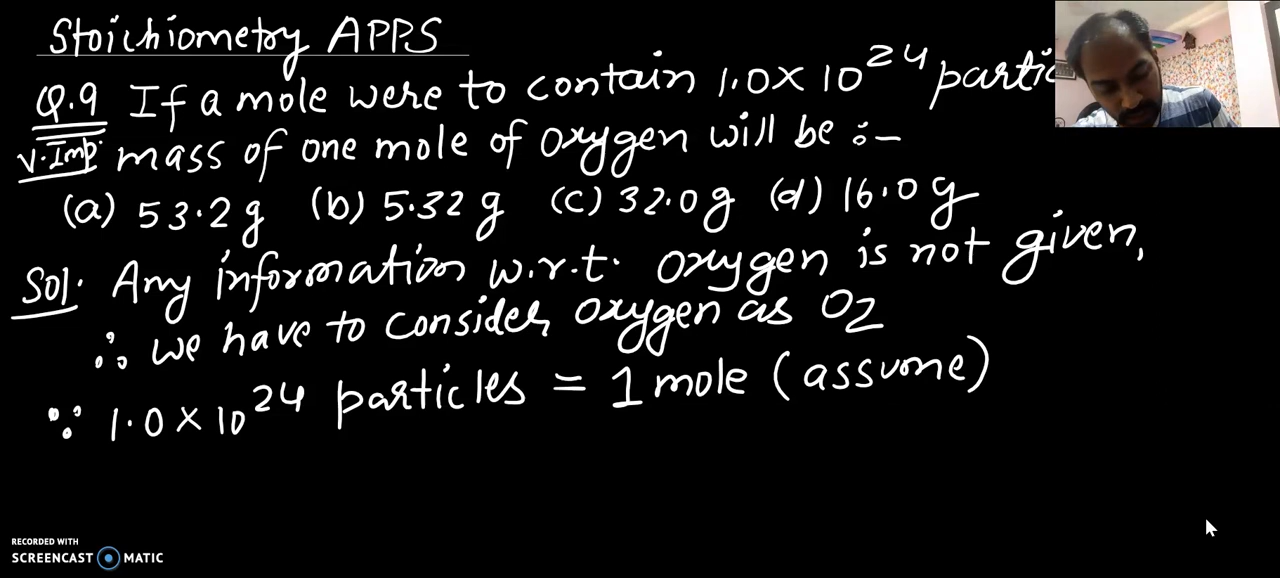 Stoichiometry APPS
Q.9 If a mole were to contain 1.0 × 10²⁴
V. Imp. mass of one mole of oxygen will be :–
(a) 53.2 g (b) 5.32 g (c) 32.0 g (d) 16.0 g
Sol. Any information w.r.t. oxygen is not given,
∴ we have to consider oxygen as O2
∵ 1.0 × 10²⁴ particles = 1 mole (assume)
RECORDED WITH
SCREENCAST MATIC